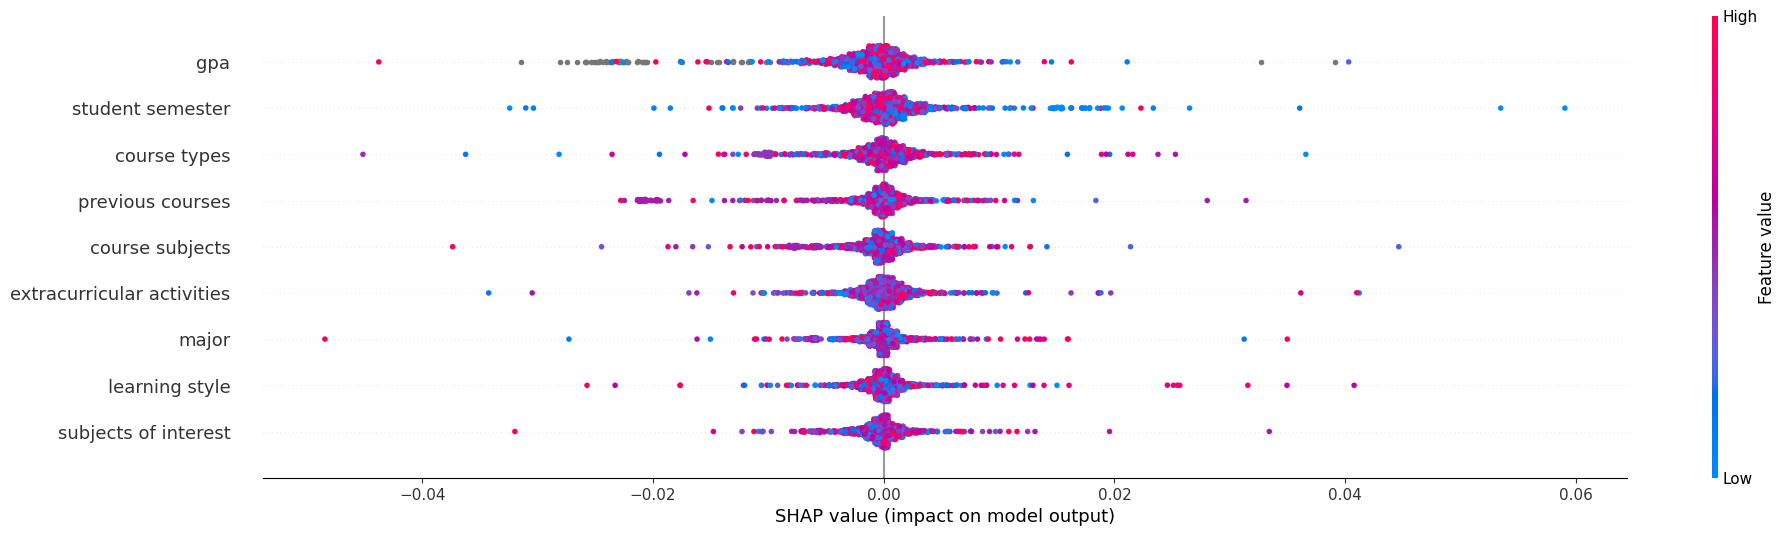 High
gpa
student semester
course types
previous courses
course subjects
extracurricular activities
major
learning style
subjects of interest
Feature value
Low
−0.04
−0.02
0.00
0.02
0.04
0.06
SHAP value (impact on model output)